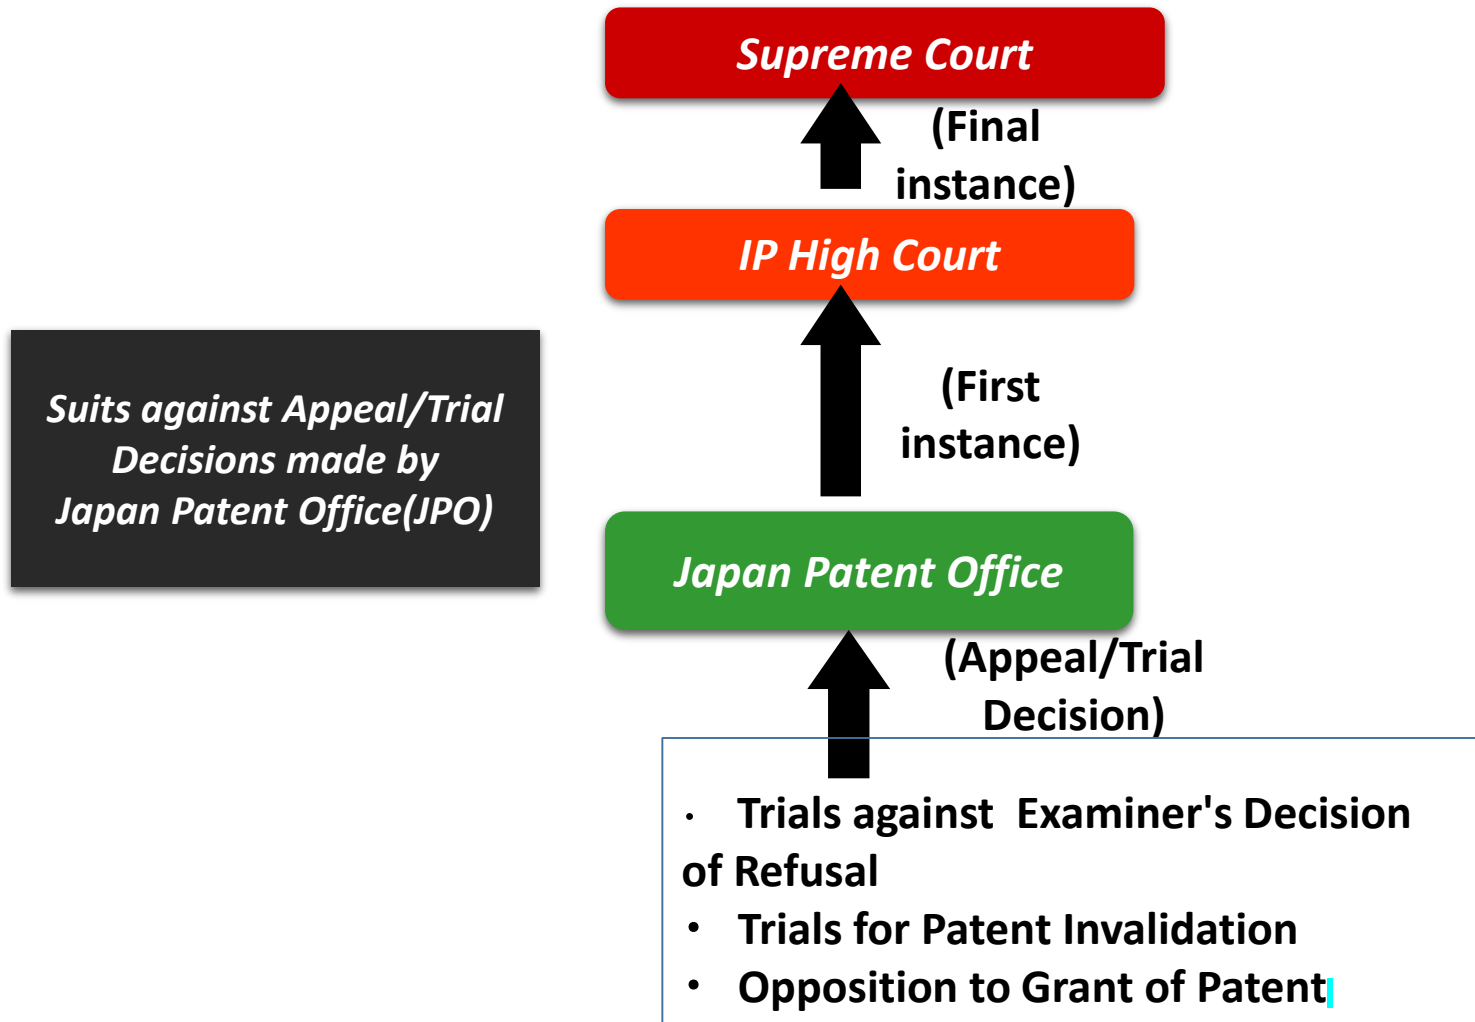 Supreme Court
(Final
instance)
IP High Court
(First
instance)
Suits against Appeal/Trial
Decisions made by
Japan Patent Office(JPO)
Japan Patent Office
(Appeal/Trial
Decision)
・ Trials against  Examiner's Decision
of Refusal
・ Trials for Patent Invalidation
・ Opposition to Grant of Patent